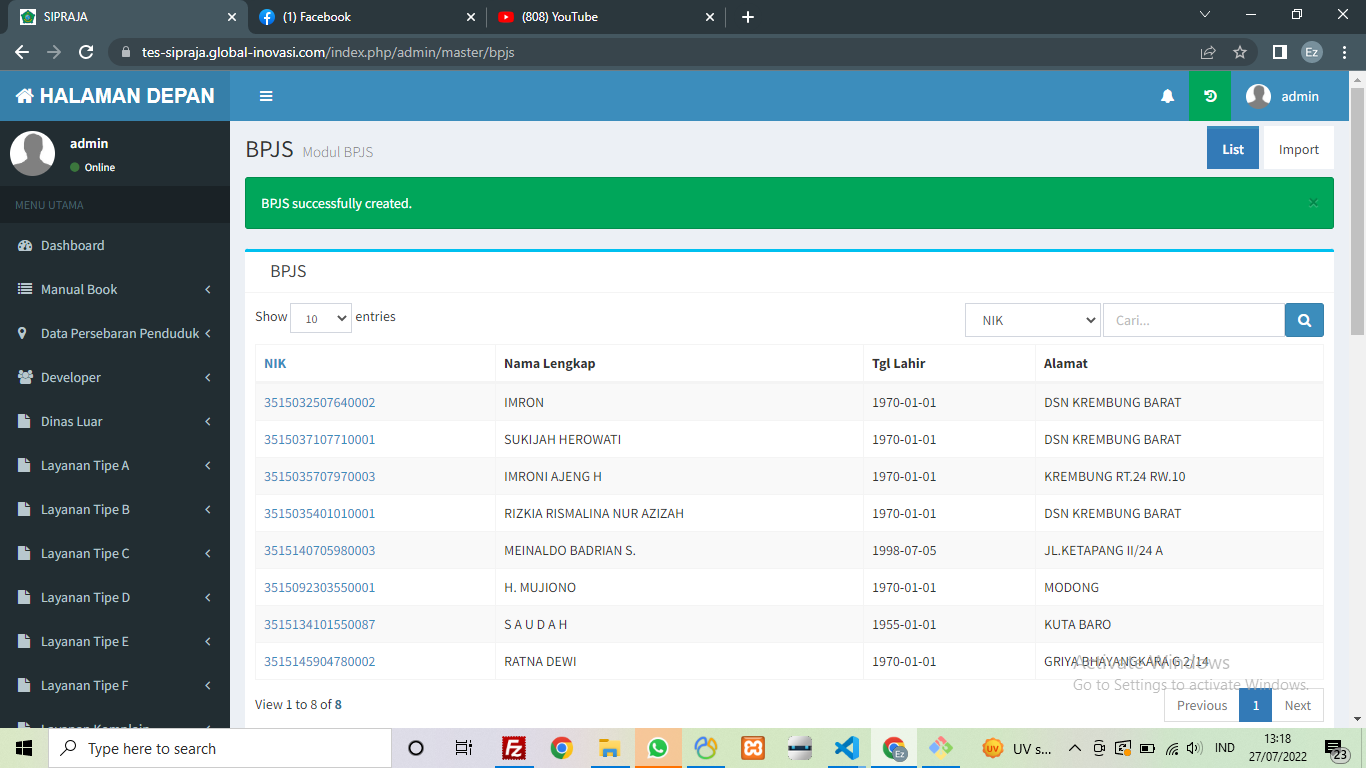 SIPRAJA
(1) Facebook
(808) YouTube
tes-sipraja.global-inovasi.com/index.php/admin/master/bpjs
Ez
HALAMAN DEPAN
admin
admin
Online
MENU UTAMA
Dashboard
Manual Book
Data Persebaran Penduduk
Developer
Dinas Luar
Layanan Tipe A
Layanan Tipe B
Layanan Tipe C
Layanan Tipe D
Layanan Tipe E
Layanan Tipe F
Layanan Komplain
BPJS Modul BPJS
List Import
BPJS successfully created. ×
BPJS
Show 10 entries
NIK Cari...
NIK Nama Lengkap Tgl Lahir Alamat
3515032507640002 IMRON 1970-01-01 DSN KREMBUNG BARAT
3515037107710001 SUKIJAH HEROWATI 1970-01-01 DSN KREMBUNG BARAT
3515035707970003 IMRONI AJENG H 1970-01-01 KREMBUNG RT.24 RW.10
3515035401010001 RIZKIA RISMALINA NUR AZIZAH 1970-01-01 DSN KREMBUNG BARAT
3515140705980003 MEINALDO BADRIAN S. 1998-07-05 JL.KETAPANG II/24 A
3515092303550001 H. MUJIONO 1970-01-01 MODONG
3515134101550087 S A U D A H 1955-01-01 KUTA BARO
3515145904780002 RATNA DEWI 1970-01-01 GRIYA BHAYANGKARA G 2/14
View 1 to 8 of 8
Previous 1 Next
Activate Windows
Go to Settings to activate Windows.
Type here to search
Fz
Ez
UV
UV s...
IND
13:18
27/07/2022
23